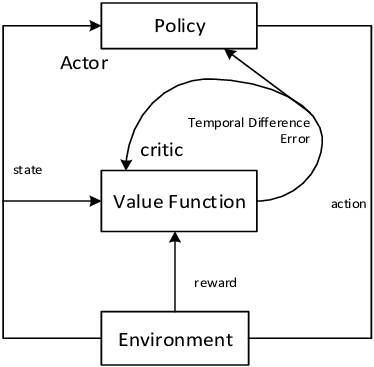 Policy
Actor
Temporal Difference
Error
critic
state
Value Function
action
reward
Environment